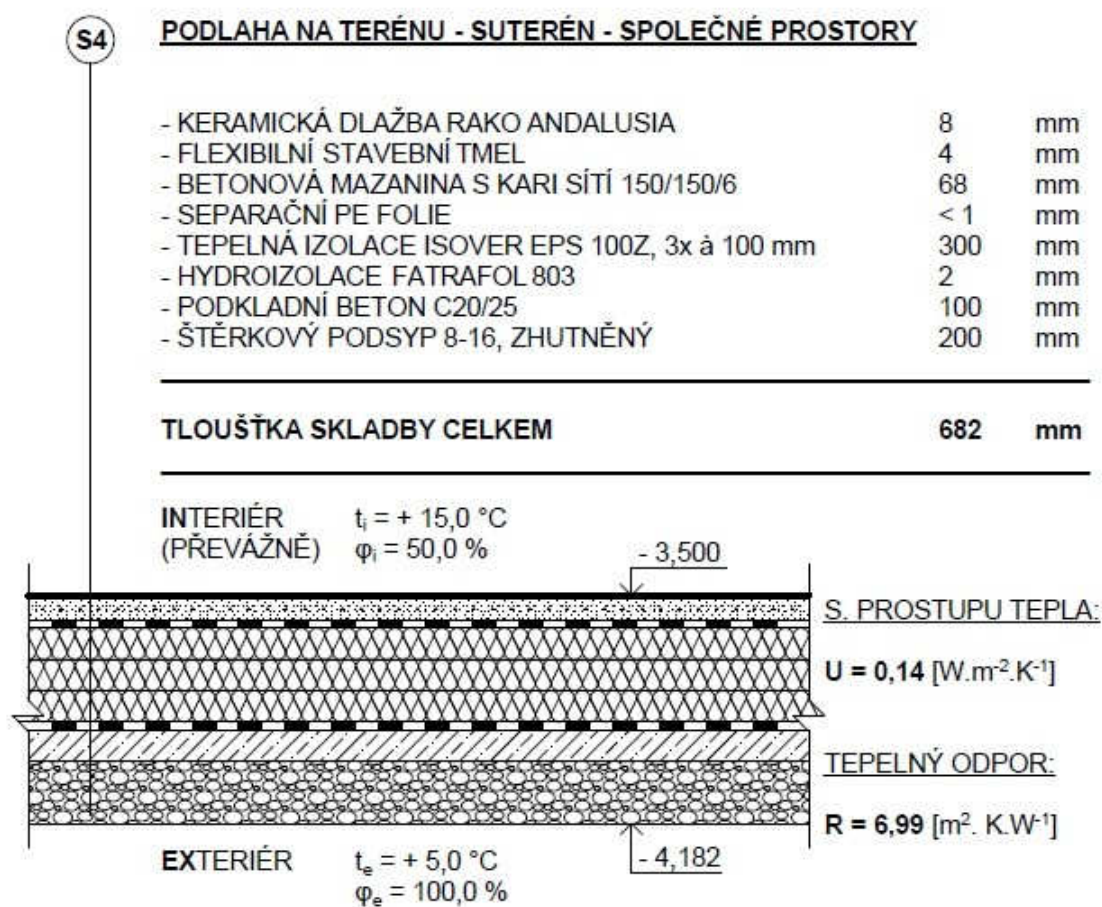 S4 PODLAHA NA TERÉNU - SUTERÉN - SPOLEČNÉ PROSTORY
- KERAMICKÁ DLAŽBA RAKO ANDALUSIA 8 mm
- FLEXIBILNÍ STAVEBNÍ TMEL 4 mm
- BETONOVÁ MAZANINA S KARI SÍTÍ 150/150/6 68 mm
- SEPARAČNÍ PE FOLIE < 1 mm
- TEPELNÁ IZOLACE ISOVER EPS 100Z, 3x à 100 mm 300 mm
- HYDROIZOLACE FATRAFOL 803 2 mm
- PODKLADNÍ BETON C20/25 100 mm
- ŠTĚRKOVÝ PODSYP 8-16, ZHUTNĚNÝ 200 mm
TLOUŠŤKA SKLADBY CELKEM 682 mm
INTERIÉR tᵢ = + 15,0 °C
(PŘEVÁŽNĚ) φᵢ = 50,0 %
- 3,500
S. PROSTUPU TEPLA:
U = 0,14 [W.m⁻².K⁻¹]
TEPELNÝ ODPOR:
R = 6,99 [m². K.W⁻¹]
EXTERIÉR tₑ = + 5,0 °C
φₑ = 100,0 %
- 4,182